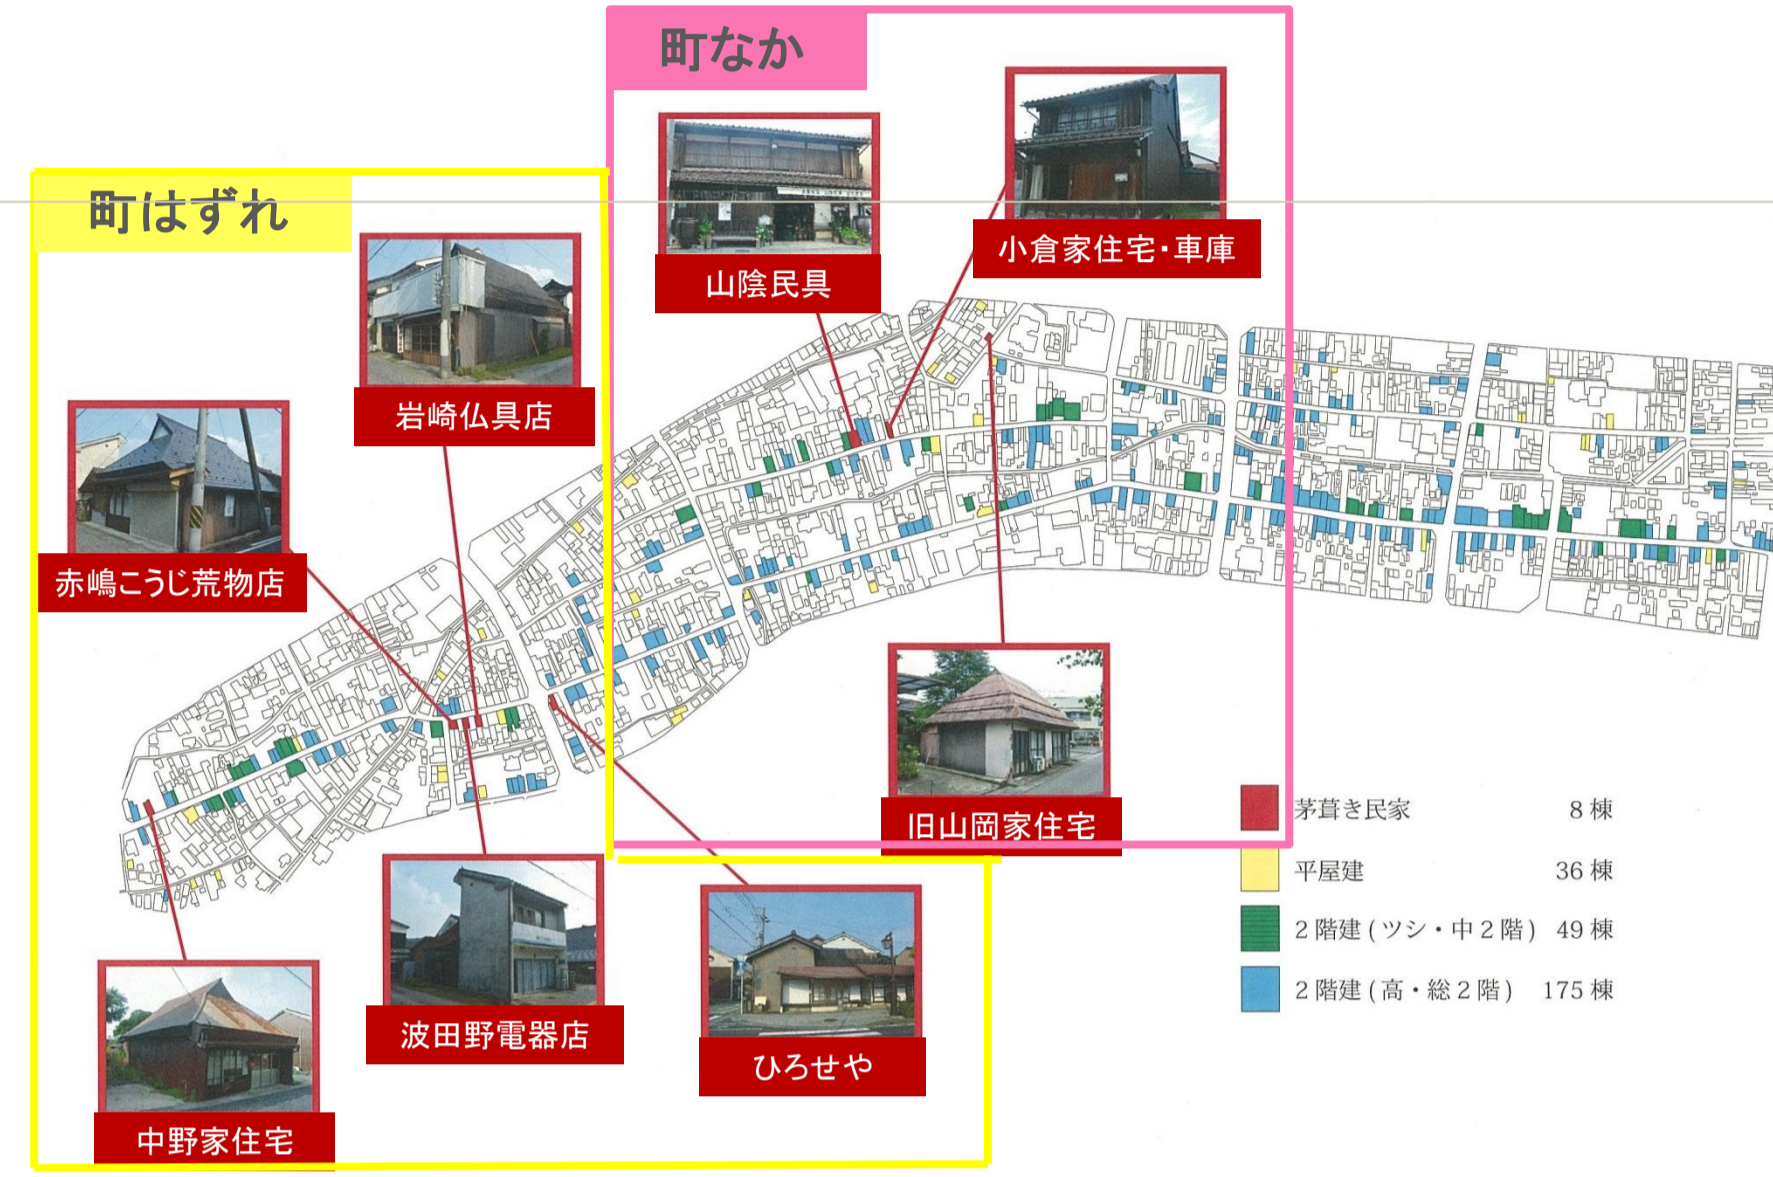 町なか
町はずれ
山陰民具
小倉家住宅・車庫
岩崎仏具店
赤嶋こうじ荒物店
旧山岡家住宅
波田野電器店
ひろせや
中野家住宅
茅葺き民家 8棟
平屋建 36棟
2階建(ツシ・中2階) 49棟
2階建(高・総2階) 175棟